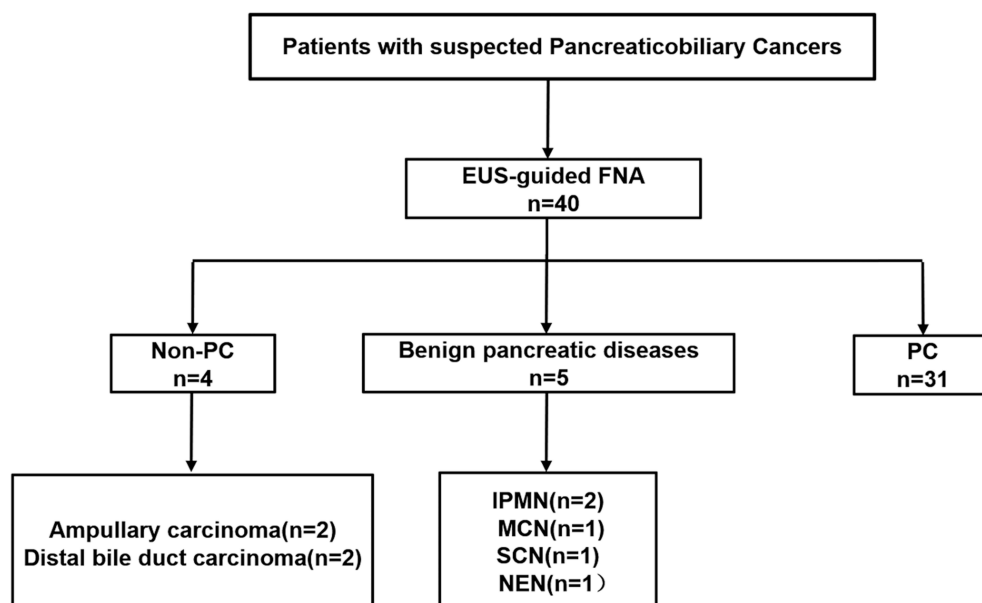 Patients with suspected Pancreaticobiliary Cancers
EUS-guided FNA
n=40
Non-PC
n=4
Benign pancreatic diseases
n=5
PC
n=31
Ampullary carcinoma(n=2)
Distal bile duct carcinoma(n=2)
IPMN(n=2)
MCN(n=1)
SCN(n=1)
NEN(n=1）